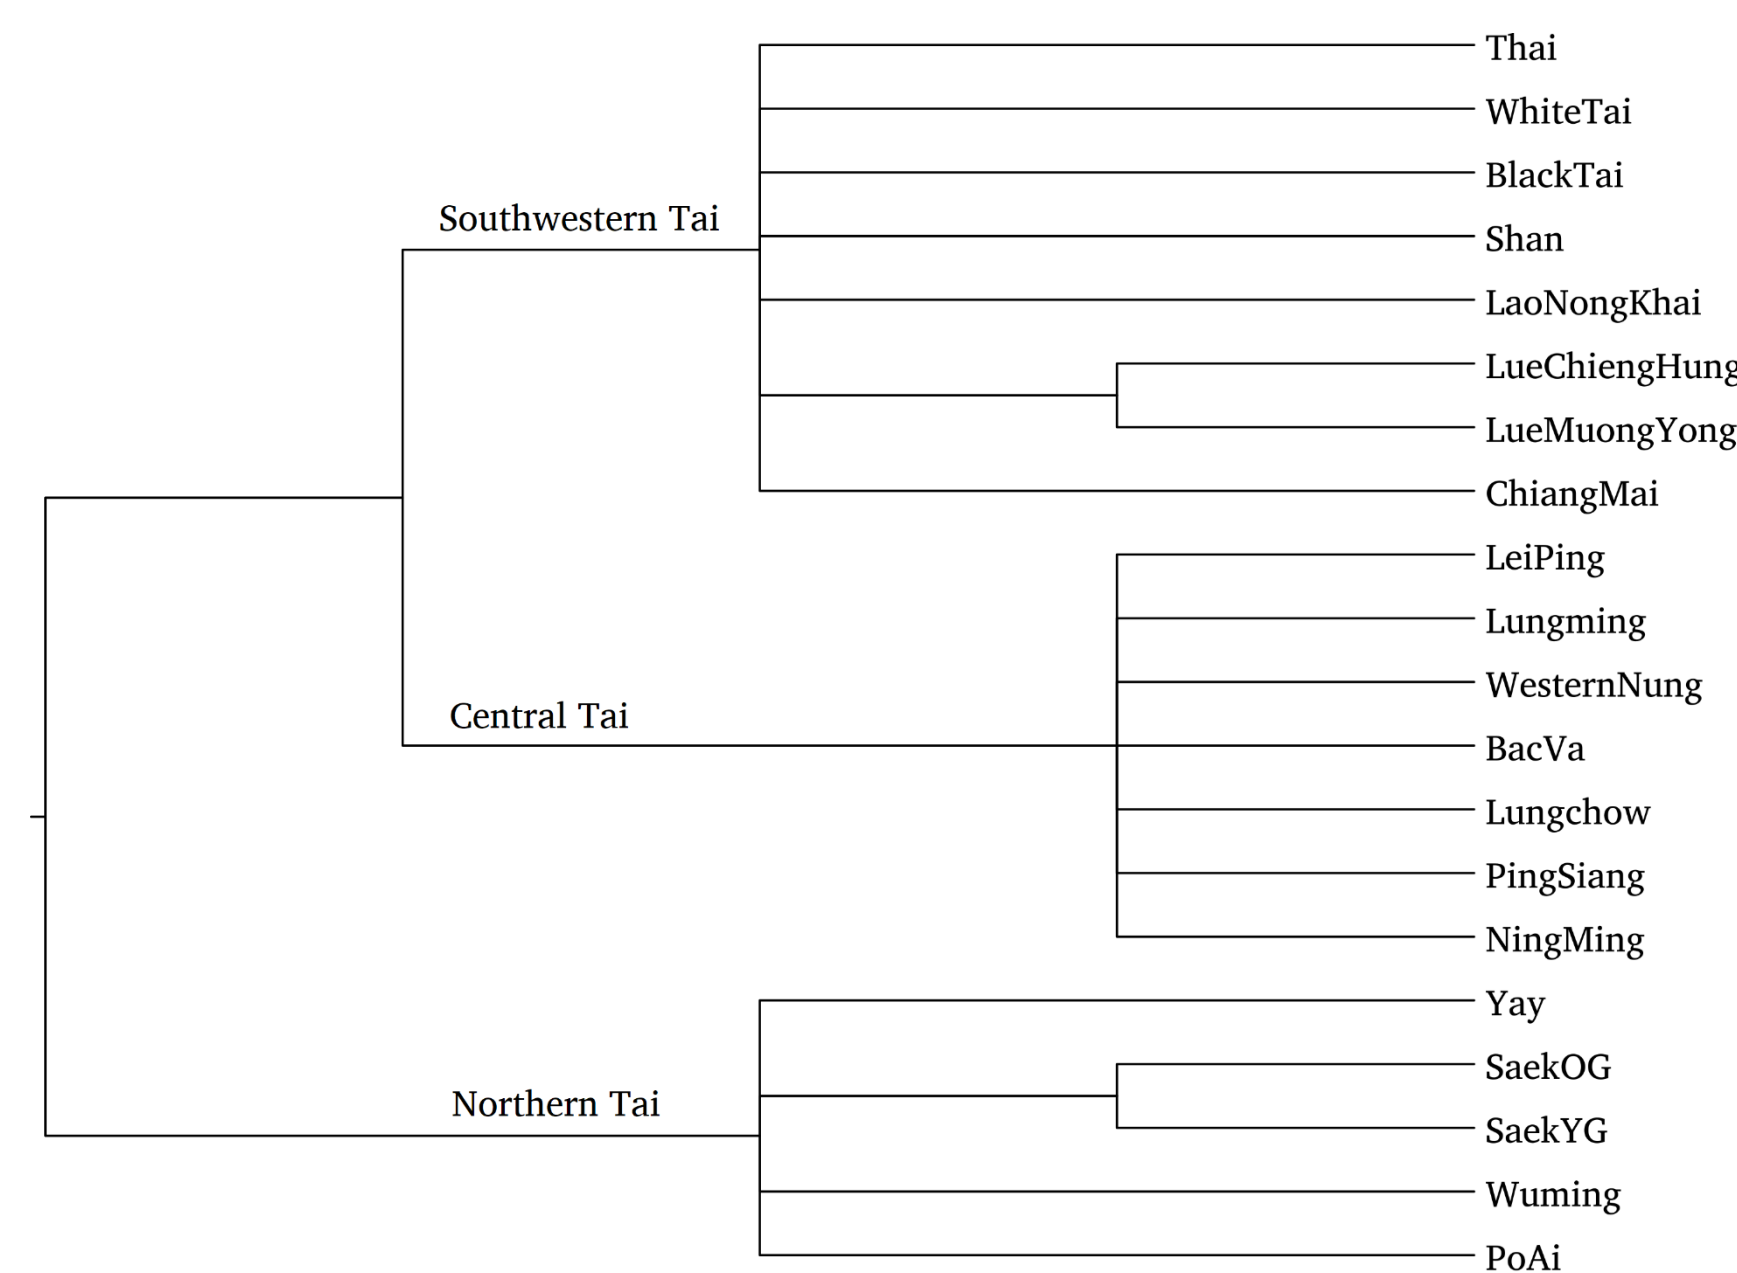 Thai
WhiteTai
BlackTai
Southwestern Tai
Shan
LaoNongKhai
LueChiengHung
LueMuongYong
ChiangMai
LeiPing
Lungming
WesternNung
Central Tai
BacVa
Lungchow
PingSiang
NingMing
Yay
SaekOG
Northern Tai
SaekYG
Wuming
PoAi